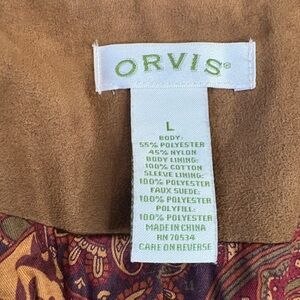 ORVIS®
L
BODY:
55% POLYESTER
45% NYLON
BODY LINING:
100% COTTON
SLEEVE LINING:
100% POLYESTER
FAUX SUEDE:
100% POLYESTER
POLYFILL:
100% POLYESTER
MADE IN CHINA
RN 70534
CARE ON REVERSE